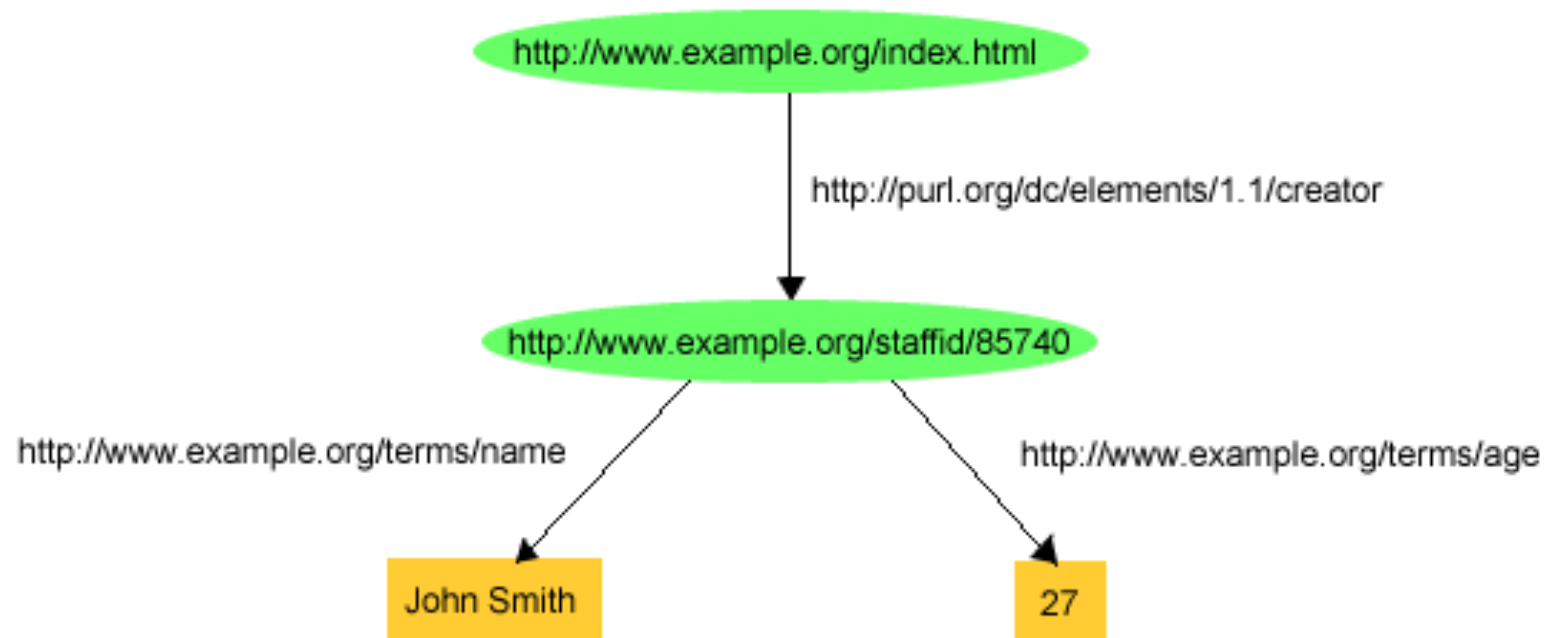 http://www.example.org/index.html
http://purl.org/dc/elements/1.1/creator
http://www.example.org/staffid/85740
http://www.example.org/terms/name
http://www.example.org/terms/age
John Smith
27